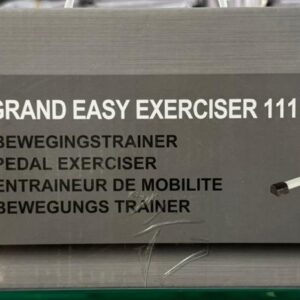 GRAND EASY EXERCISER 111
BEWEGINGSTRAINER
PEDAL EXERCISER
ENTRAINEUR DE MOBILITE
BEWEGUNGS TRAINER